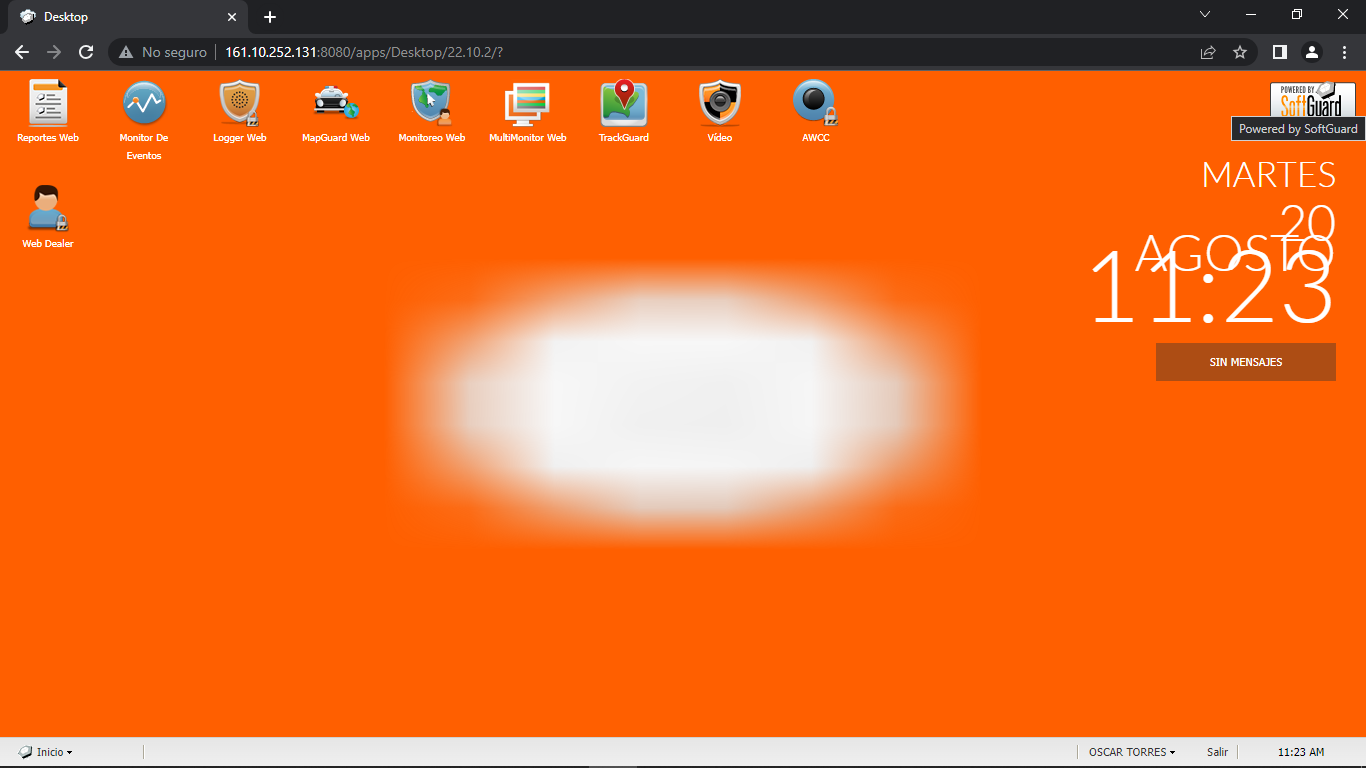 Desktop
No seguro
161.10.252.131:8080/apps/Desktop/22.10.2/?
Reportes Web
Monitor De
Eventos
Logger Web
MapGuard Web
Monitoreo Web
MultiMonitor Web
TrackGuard
Vídeo
AWCC
Web Dealer
POWERED BY
SoftGuard
Powered by SoftGuard
MARTES
20
AGOSTO
11:23
SIN MENSAJES
Inicio
OSCAR TORRES
Salir
11:23 AM